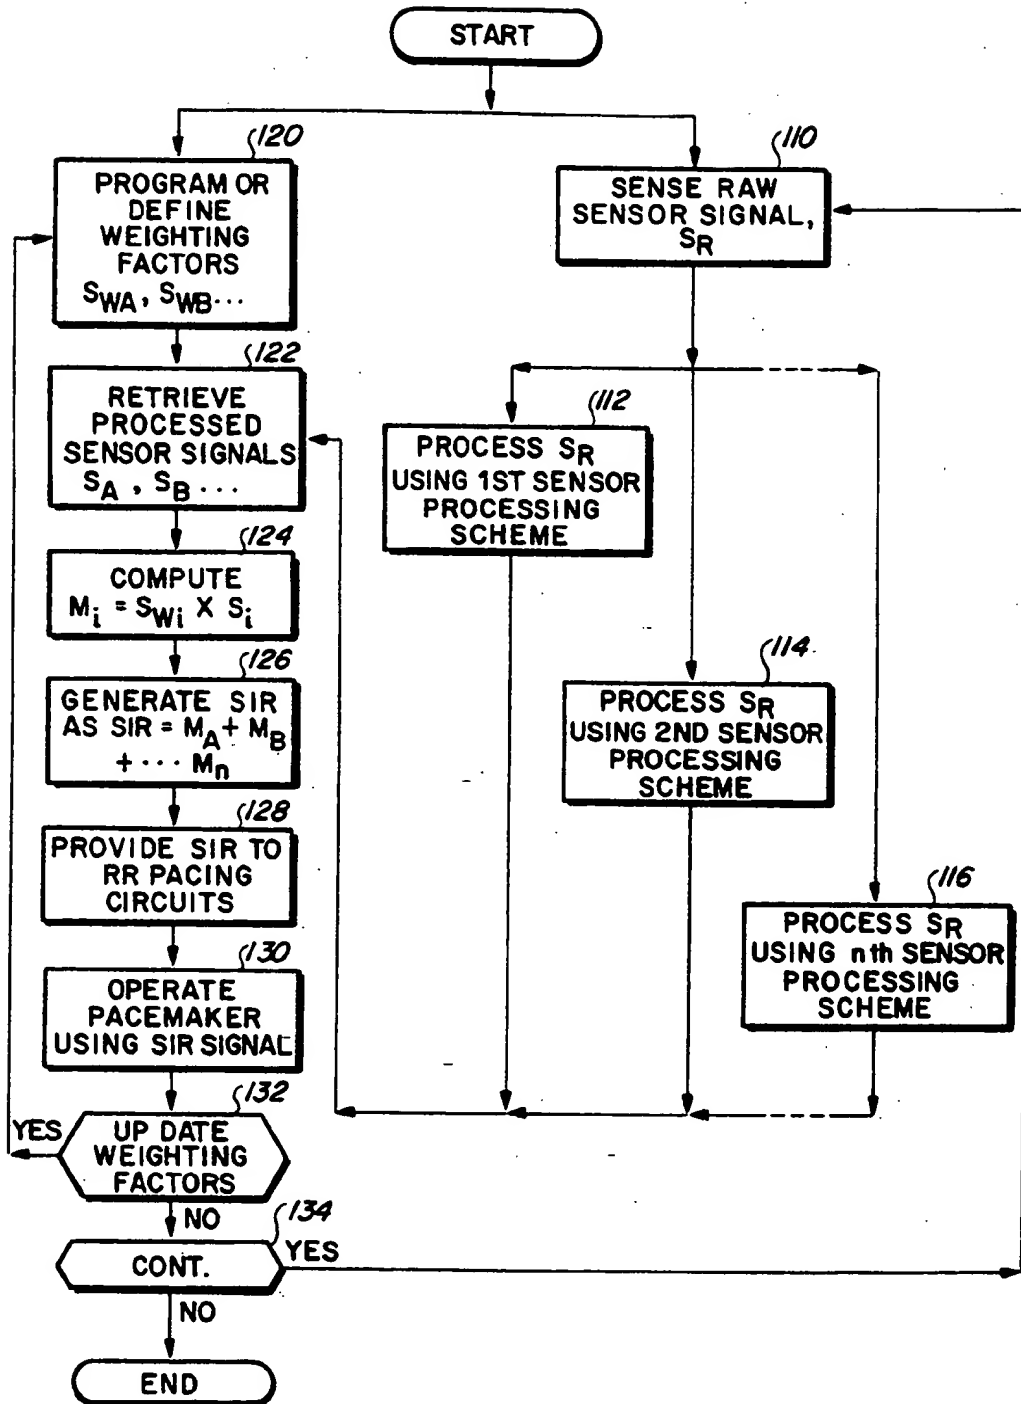 START
120
PROGRAM OR
DEFINE
WEIGHTING
FACTORS
SWA, SWB...
110
SENSE RAW
SENSOR SIGNAL,
SR
122
RETRIEVE
PROCESSED
SENSOR SIGNALS
SA, SB...
112
PROCESS SR
USING 1ST SENSOR
PROCESSING
SCHEME
124
COMPUTE
Mi = SWi X Si
114
PROCESS SR
USING 2ND SENSOR
PROCESSING
SCHEME
126
GENERATE SIR
AS SIR = MA + MB
+ ... Mn
128
PROVIDE SIR TO
RR PACING
CIRCUITS
116
PROCESS SR
USING nth SENSOR
PROCESSING
SCHEME
130
OPERATE
PACEMAKER
USING SIR SIGNAL
132
YES
UP DATE
WEIGHTING
FACTORS
NO
134
CONT.
YES
NO
END